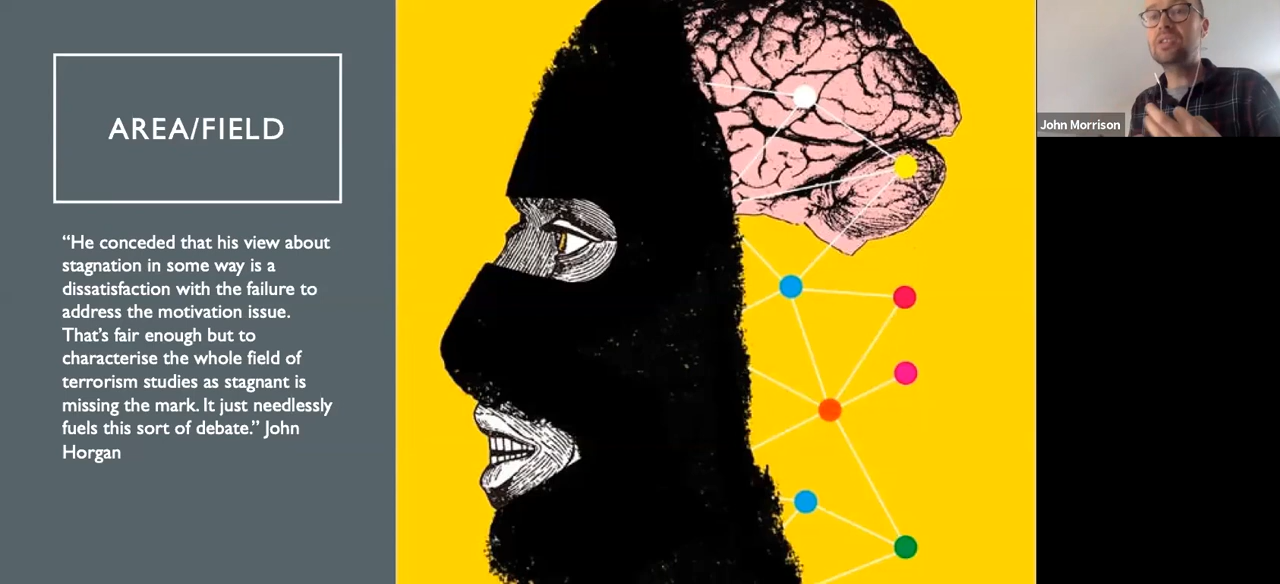 AREA/FIELD
“He conceded that his view about
stagnation in some way is a
dissatisfaction with the failure to
address the motivation issue.
That’s fair enough but to
characterise the whole field of
terrorism studies as stagnant is
missing the mark. It just needlessly
fuels this sort of debate.” John
Horgan
John Morrison